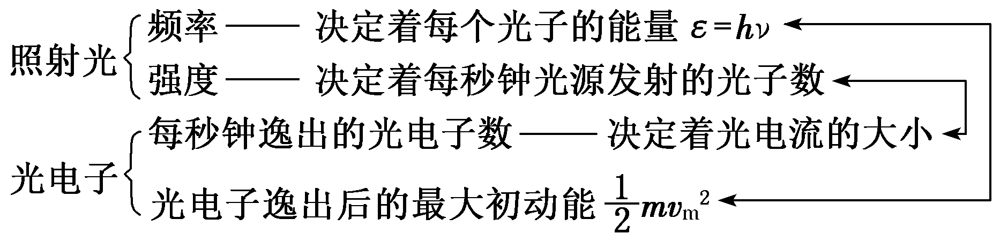 照射光
频率 —— 决定着每个光子的能量 ε=hν
强度 —— 决定着每秒钟光源发射的光子数
光电子
每秒钟逸出的光电子数 —— 决定着光电流的大小
光电子逸出后的最大初动能 1/2 mvm²